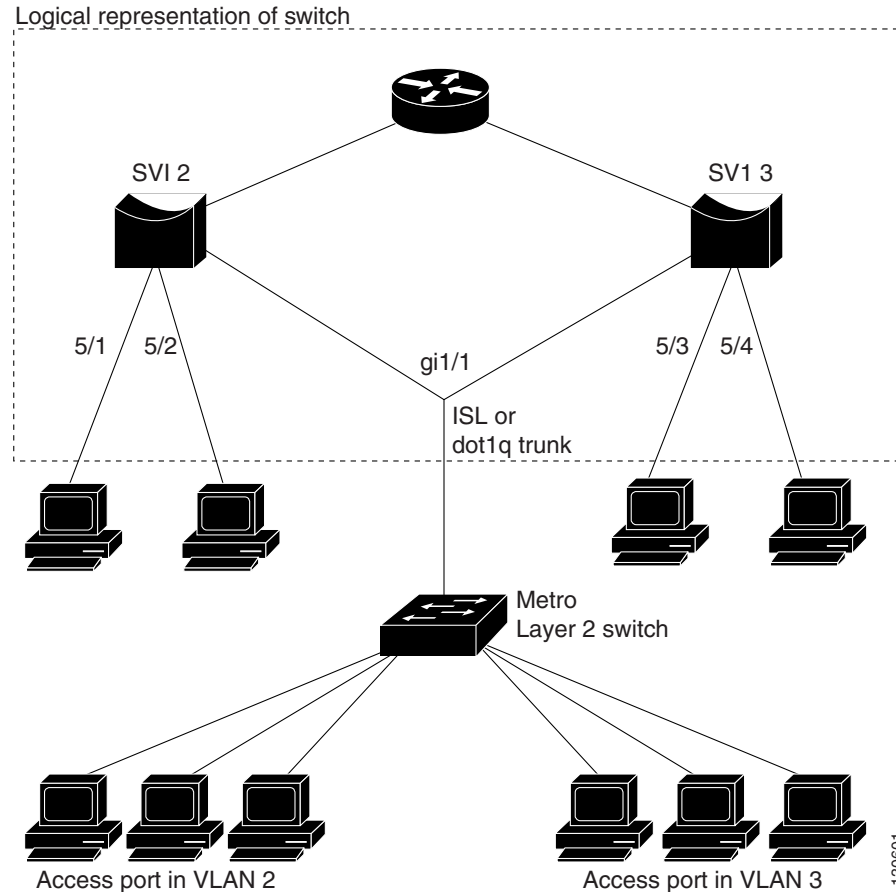 Logical representation of switch
SVI 2
SV1 3
5/1
5/2
gi1/1
5/3
5/4
ISL or
dot1q trunk
Metro
Layer 2 switch
Access port in VLAN 2
Access port in VLAN 3